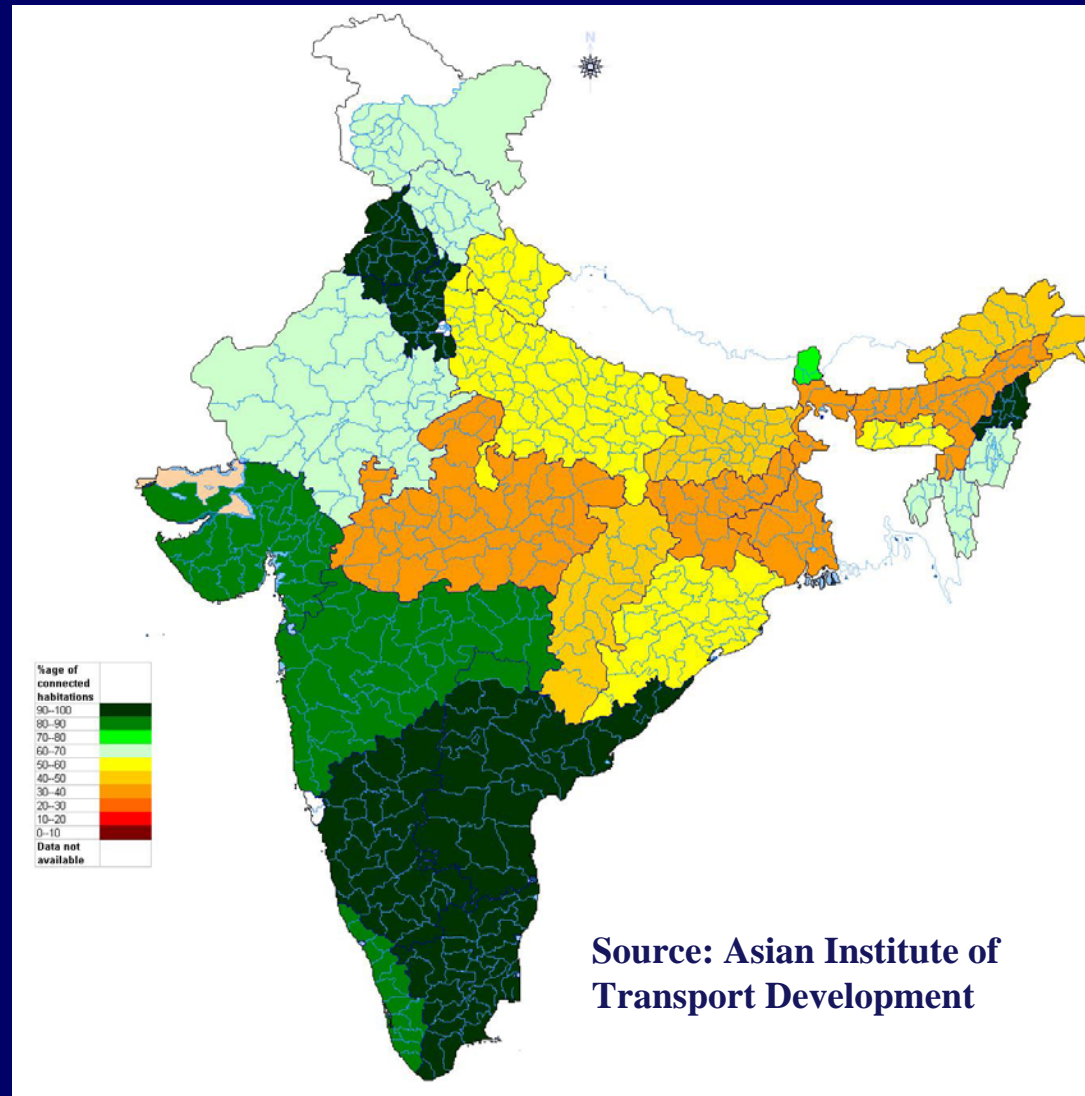 N
%age of
connected
habitations
90--100
80--90
70--80
60--70
50--60
40--50
30--40
20--30
10--20
0--10
Data not
available
Source: Asian Institute of
Transport Development